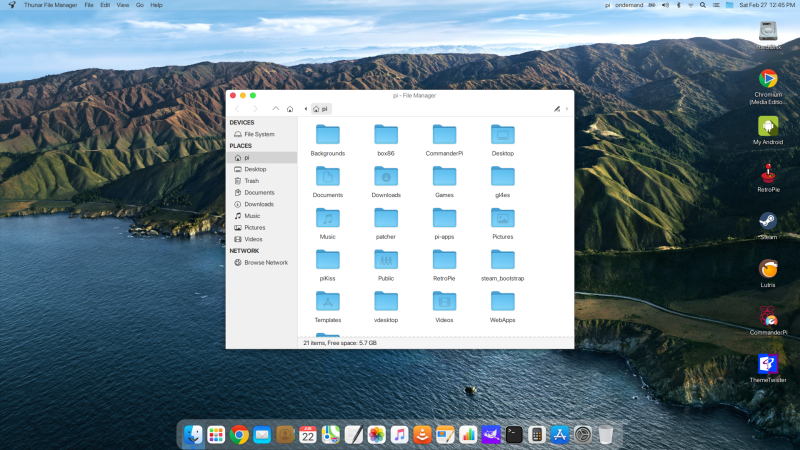 Thunar File Manager File Edit View Go Help
pi ondemand Sat Feb 27 12:45 PM
pi - File Manager
pi
DEVICES
File System
PLACES
pi
Desktop
Trash
Documents
Downloads
Music
Pictures
Videos
NETWORK
Browse Network
Backgrounds box86 CommanderPi Desktop
Documents Downloads Games gl4es
Music patcher pi-apps Pictures
piKiss Public RetroPie steam_bootstrap
Templates vdesktop Videos WebApps
21 items, Free space: 5.7 GB
Chromium
(Media Editio...
My Android
RetroPie
Steam
Lutris
CommanderPi
ThemeTwister
22